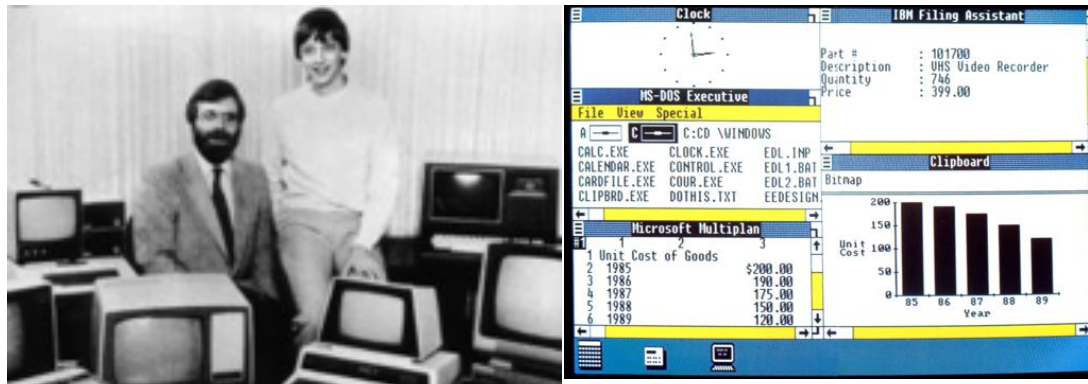 Clock
MS-DOS Executive
File View Special
A C C:CD \WINDOWS
CALC.EXE CLOCK.EXE EDL.INP
CALENDAR.EXE CONTROL.EXE EDL1.BAT
CARDFILE.EXE COUR.EXE EDL2.BAT
CLIPBRD.EXE DOTHIS.TXT EEDESIGN.
Microsoft Multiplan
#1 1 2 3
1 Unit Cost of Goods
2 1985 $200.00
3 1986 190.00
4 1987 175.00
5 1988 150.00
6 1989 120.00
IBM Filing Assistant
Part # : 101700
Description : VHS Video Recorder
Quantity : 746
Price : 399.00
Clipboard
Bitmap
200
150
Unit
Cost 100
50
0
85 86 87 88 89
Year